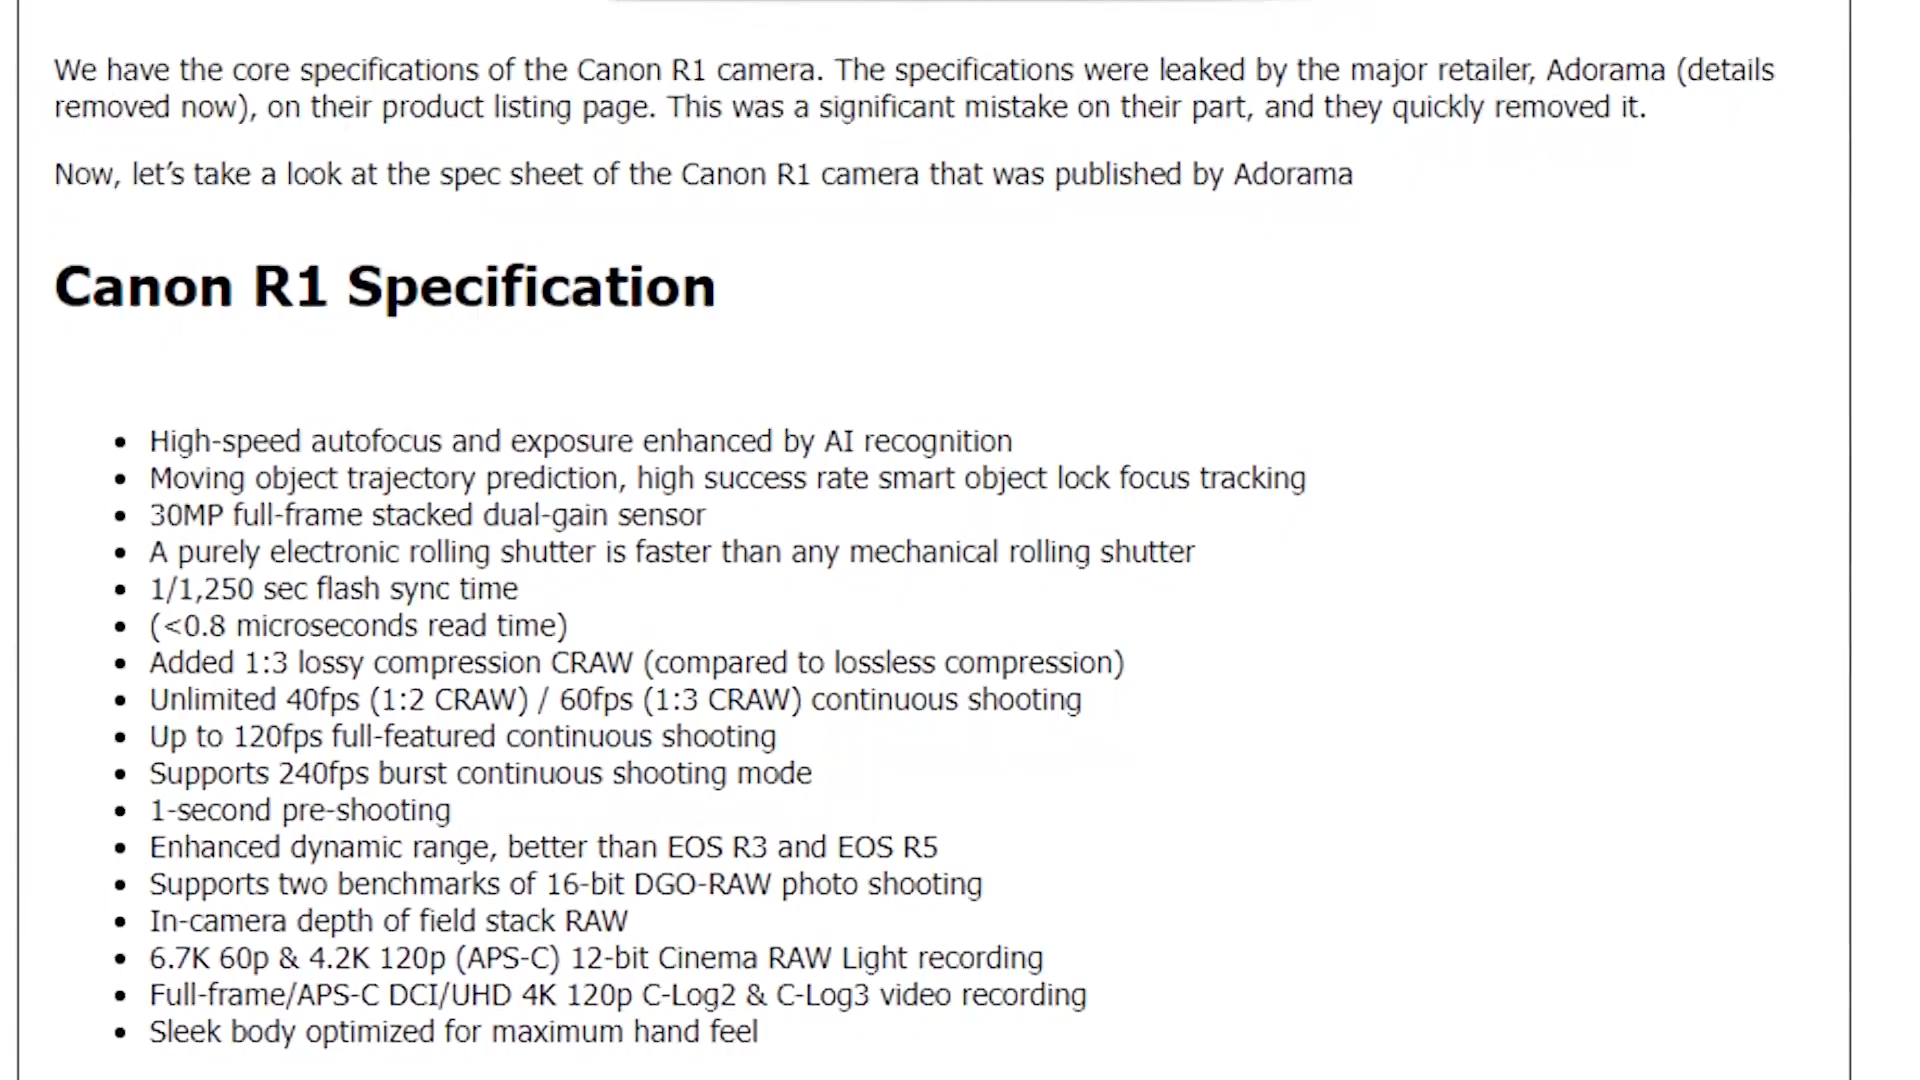 We have the core specifications of the Canon R1 camera. The specifications were leaked by the major retailer, Adorama (details
removed now), on their product listing page. This was a significant mistake on their part, and they quickly removed it.
Now, let’s take a look at the spec sheet of the Canon R1 camera that was published by Adorama
Canon R1 Specification
• High-speed autofocus and exposure enhanced by AI recognition
• Moving object trajectory prediction, high success rate smart object lock focus tracking
• 30MP full-frame stacked dual-gain sensor
• A purely electronic rolling shutter is faster than any mechanical rolling shutter
• 1/1,250 sec flash sync time
• (<0.8 microseconds read time)
• Added 1:3 lossy compression CRAW (compared to lossless compression)
• Unlimited 40fps (1:2 CRAW) / 60fps (1:3 CRAW) continuous shooting
• Up to 120fps full-featured continuous shooting
• Supports 240fps burst continuous shooting mode
• 1-second pre-shooting
• Enhanced dynamic range, better than EOS R3 and EOS R5
• Supports two benchmarks of 16-bit DGO-RAW photo shooting
• In-camera depth of field stack RAW
• 6.7K 60p & 4.2K 120p (APS-C) 12-bit Cinema RAW Light recording
• Full-frame/APS-C DCI/UHD 4K 120p C-Log2 & C-Log3 video recording
• Sleek body optimized for maximum hand feel